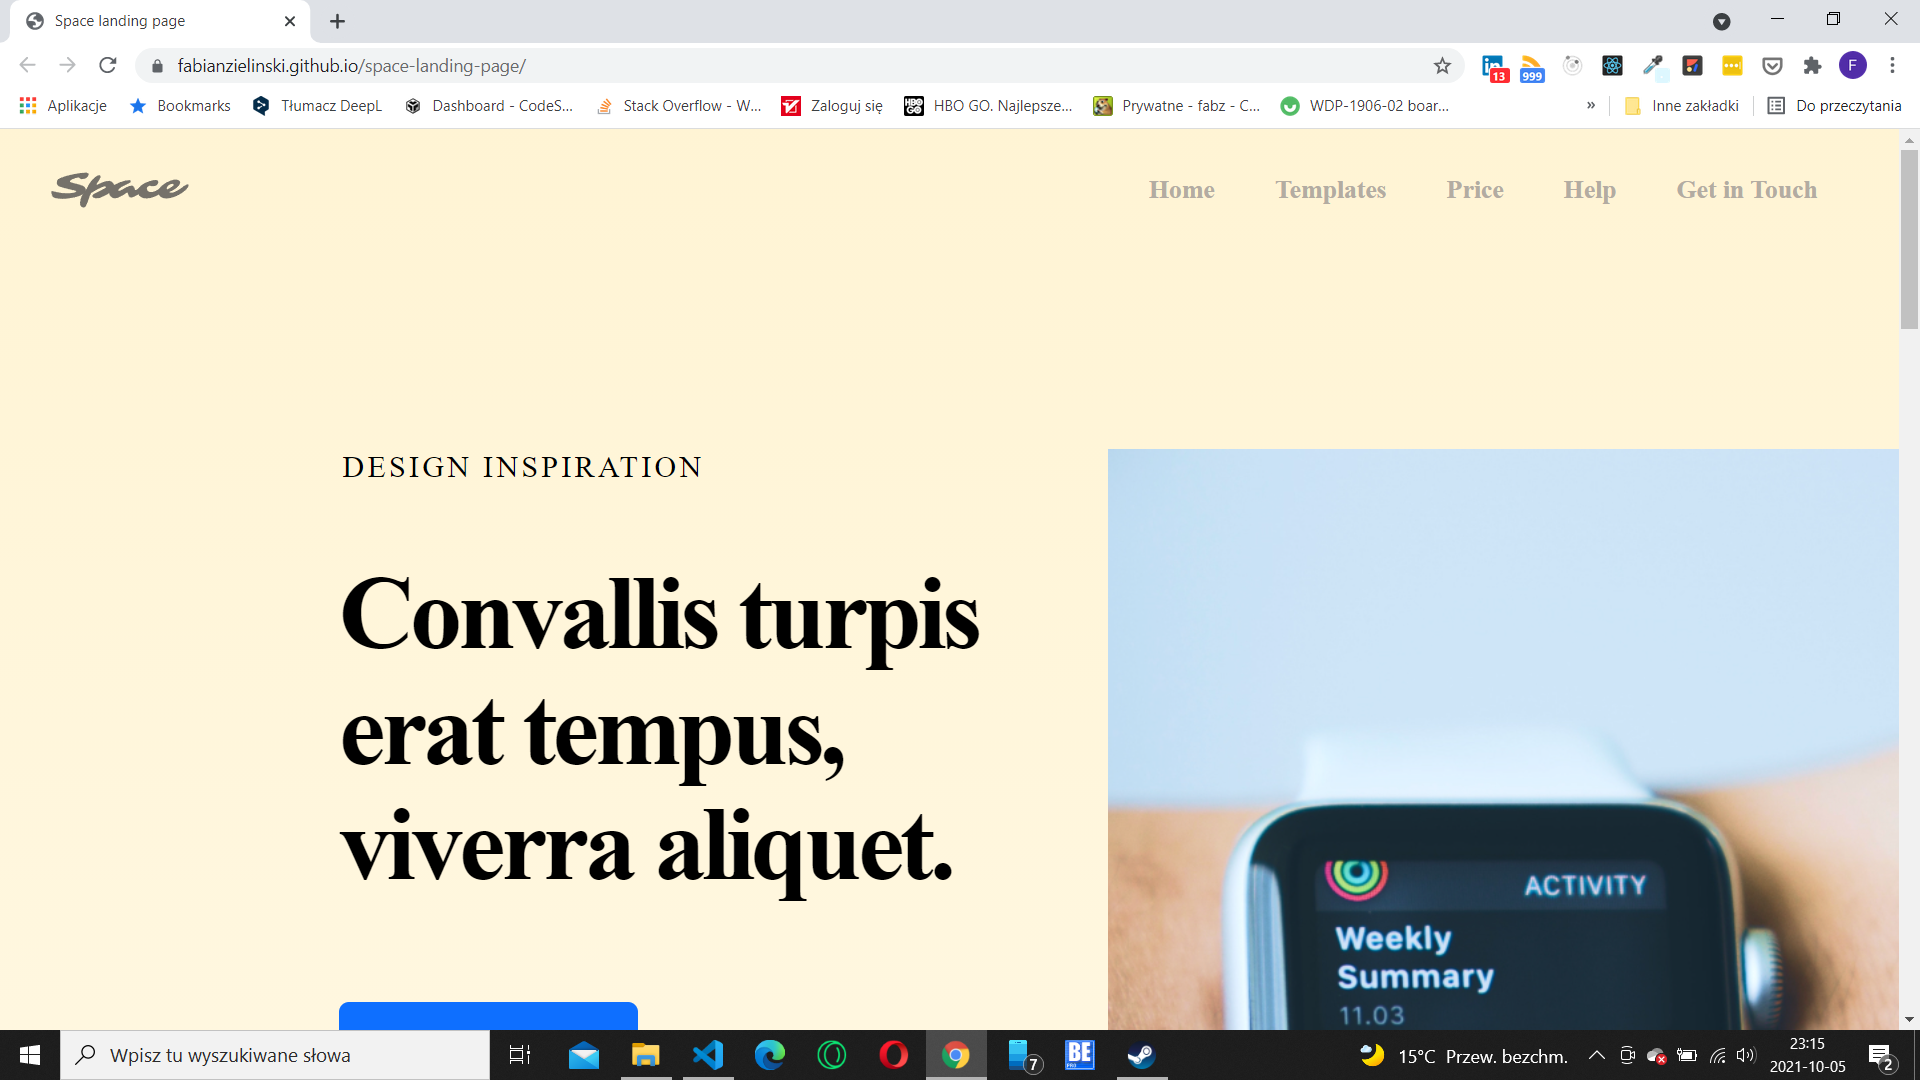 Space landing page
fabianzielinski.github.io/space-landing-page/
13
999
F
Aplikacje
Bookmarks
Tłumacz DeepL
Dashboard - CodeS...
Stack Overflow - W...
Zaloguj się
HBO GO
HBO GO. Najlepsze...
Prywatne - fabz - C...
WDP-1906-02 boar...
»
Inne zakładki
Do przeczytania
Space
Home
Templates
Price
Help
Get in Touch
DESIGN INSPIRATION
Convallis turpis
erat tempus,
viverra aliquet.
ACTIVITY
Weekly
Summary
11.03
Wpisz tu wyszukiwane słowa
7
BE
PRO
15°C Przew. bezchm.
23:15
2021-10-05
2